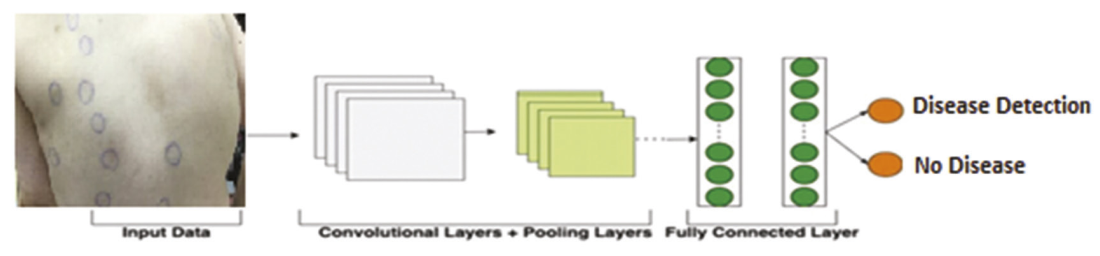 Disease Detection
No Disease
Input Data
Convolutional Layers + Pooling Layers
Fully Connected Layer